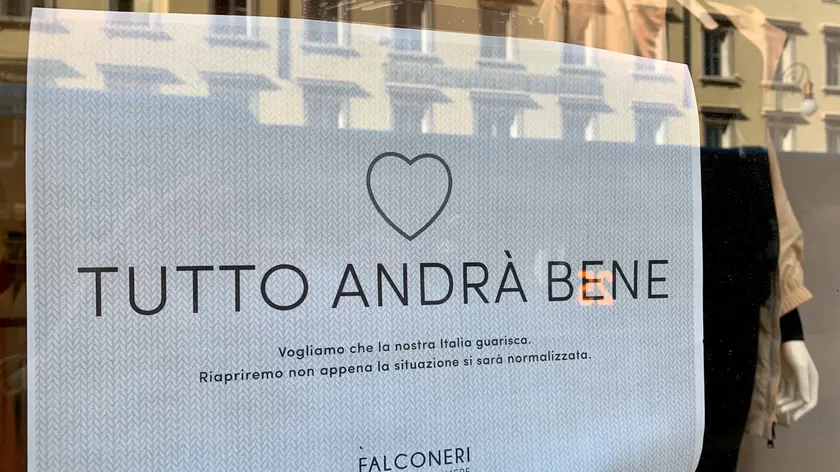 TUTTO ANDRÀ BENE
Vogliamo che la nostra Italia guarisca.
Riapriremo non appena la situazione si sarà normalizzata.
FALCONERI